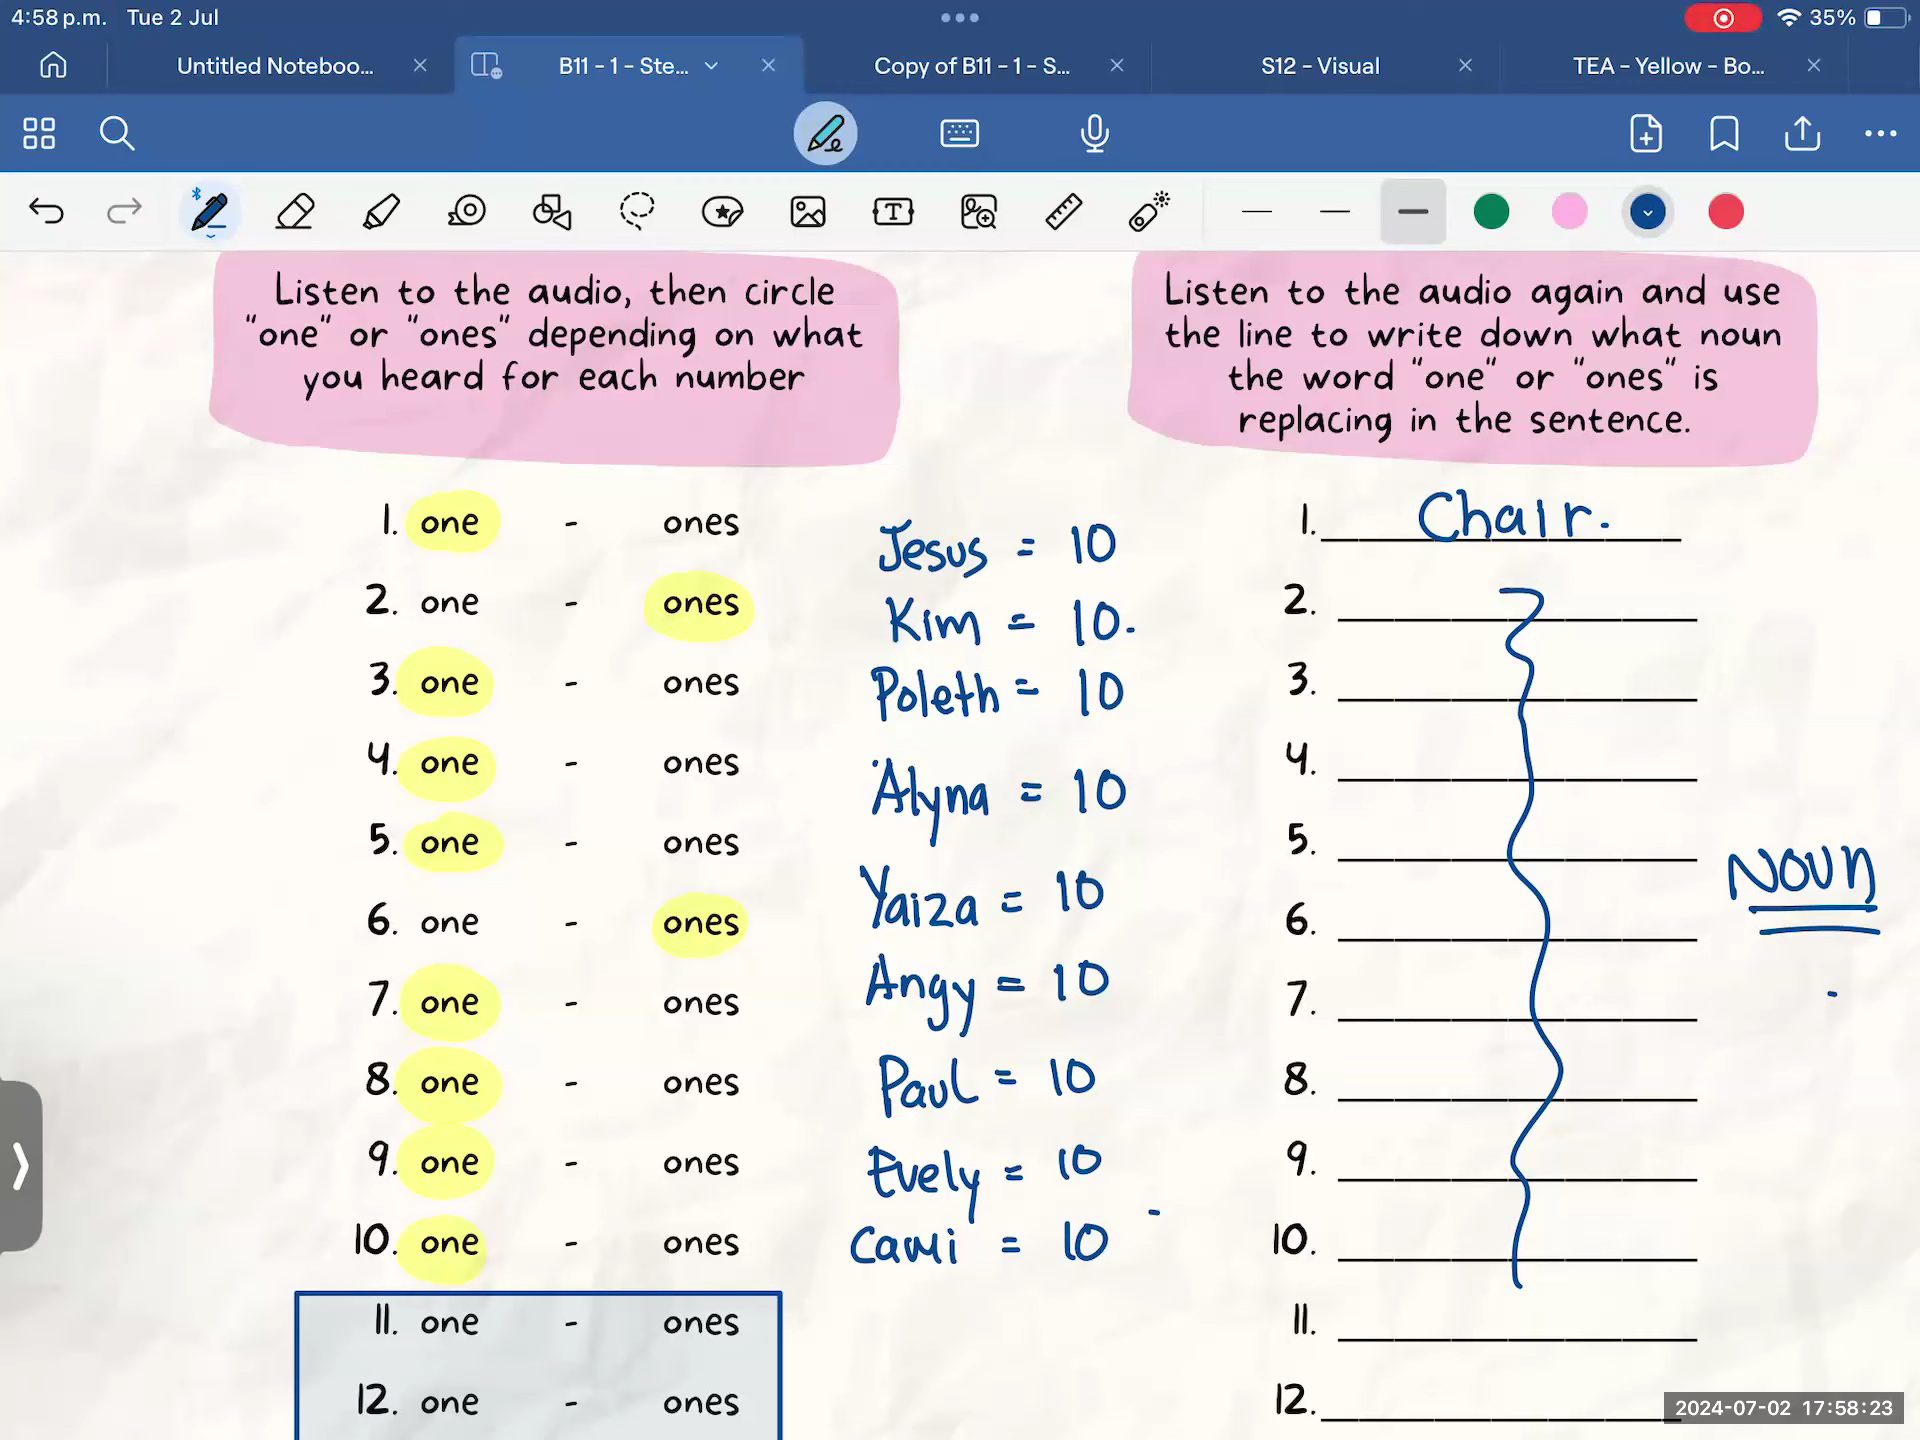 4:58 p.m. Tue 2 Jul
35%
Untitled Noteboo...
B11 - 1 - Ste...
Copy of B11 - 1 - S...
S12 - Visual
TEA - Yellow - Bo...
Listen to the audio, then circle
"one" or "ones" depending on what
you heard for each number
1. one - ones
2. one - ones
3. one - ones
4. one - ones
5. one - ones
6. one - ones
7. one - ones
8. one - ones
9. one - ones
10. one - ones
11. one - ones
12. one - ones
Jesus = 10
Kim = 10.
Poleth = 10
Alyna = 10
Yaiza = 10
Angy = 10
Paul = 10
Evely = 10
Cami = 10
Listen to the audio again and use
the line to write down what noun
the word "one" or "ones" is
replacing in the sentence.
1. Chair.
2.
3.
4.
5.
6.
7.
8.
9.
10.
11.
12.
Noun
2024-07-02 17:58:23